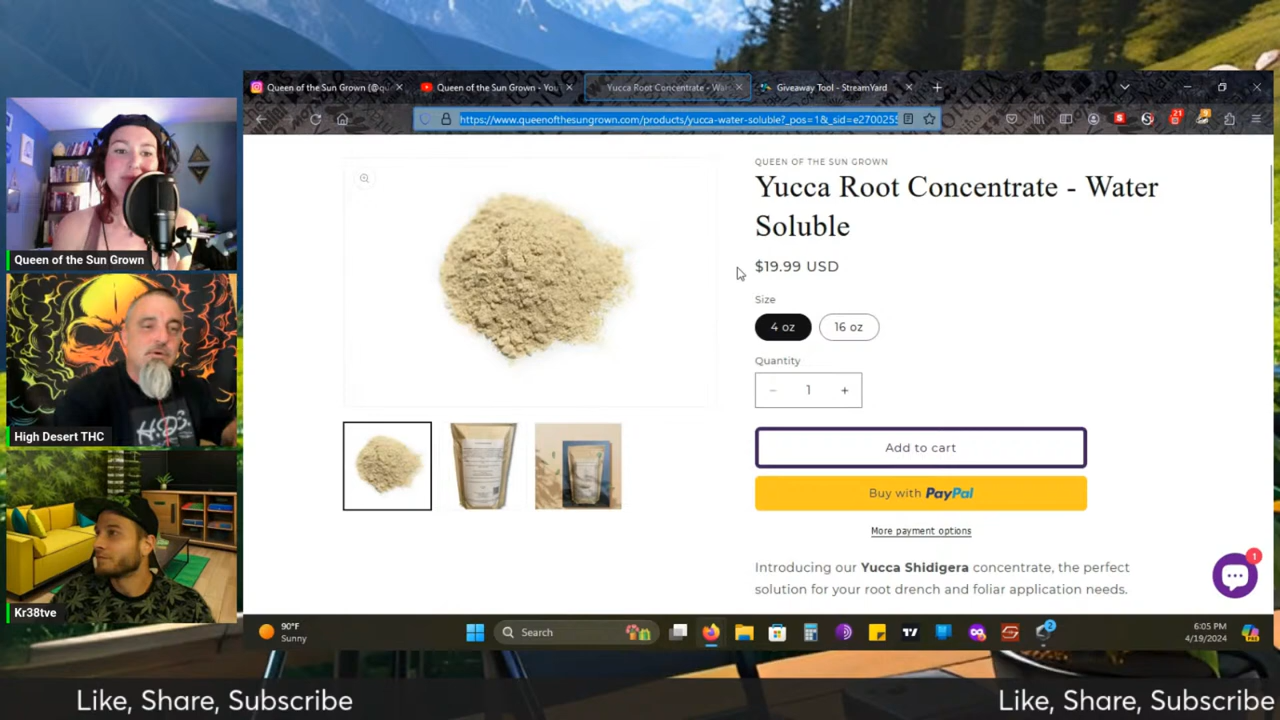 Queen of the Sun Grown
High Desert THC
Kr38tve
Queen of the Sun Grown (@qu
Queen of the Sun Grown - You
Yucca Root Concentrate - Wat
Giveaway Tool - StreamYard
https://www.queenofthesungrown.com/products/yucca-water-soluble?_pos=1&_sid=e2700255
21
QUEEN OF THE SUN GROWN
Yucca Root Concentrate - Water
Soluble
$19.99 USD
Size
4 oz
16 oz
Quantity
1
Add to cart
Buy with PayPal
More payment options
Introducing our Yucca Shidigera concentrate, the perfect
solution for your root drench and foliar application needs.
1
90°F
Sunny
Search
2
6:05 PM
4/19/2024
Like, Share, Subscribe
Like, Share, Subscribe